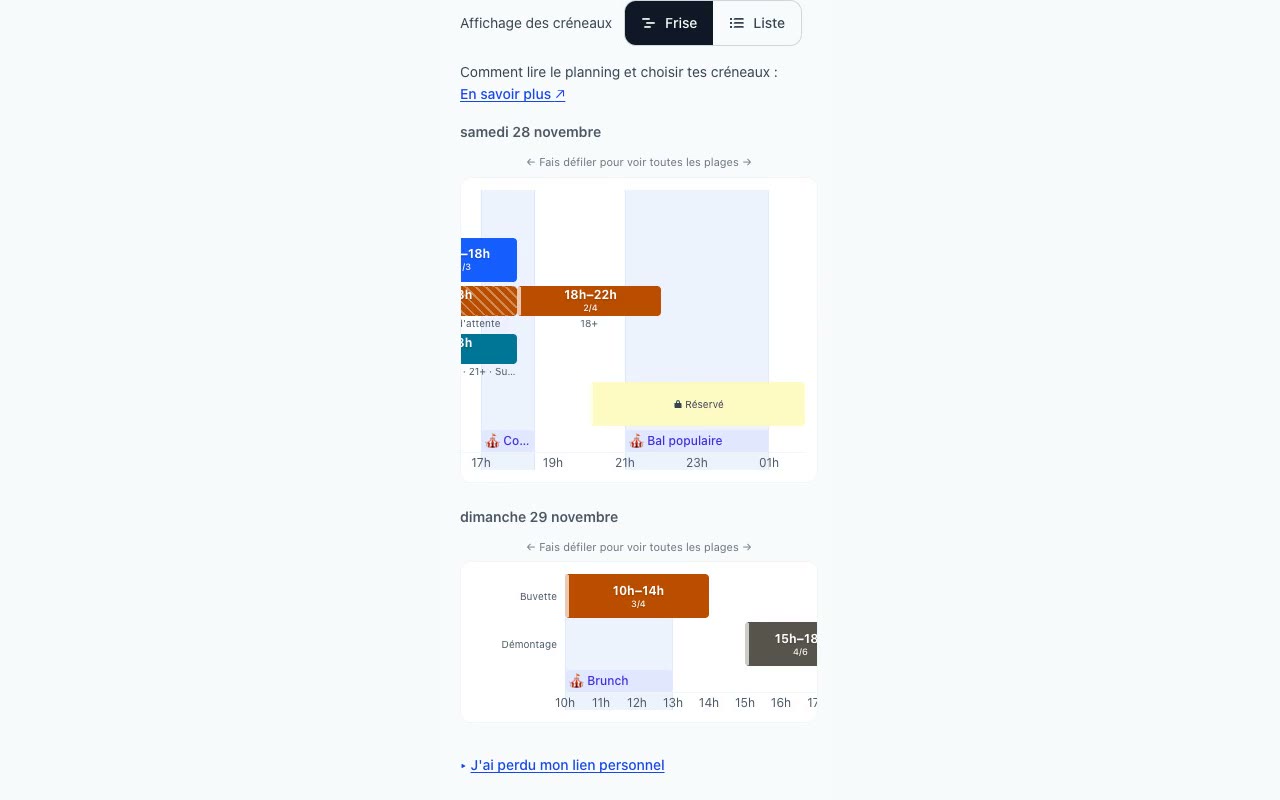 Affichage des créneaux
Frise
Liste
Comment lire le planning et choisir tes créneaux :
En savoir plus ↗
samedi 28 novembre
← Fais défiler pour voir toutes les plages →
–18h
/3
18h–22h
2/4
l'attente
18+
· 21+ · Su...
Réservé
Co...
Bal populaire
17h 19h 21h 23h 01h
dimanche 29 novembre
← Fais défiler pour voir toutes les plages →
Buvette
10h–14h
3/4
Démontage
15h–18
4/6
Brunch
10h 11h 12h 13h 14h 15h 16h 17
J'ai perdu mon lien personnel